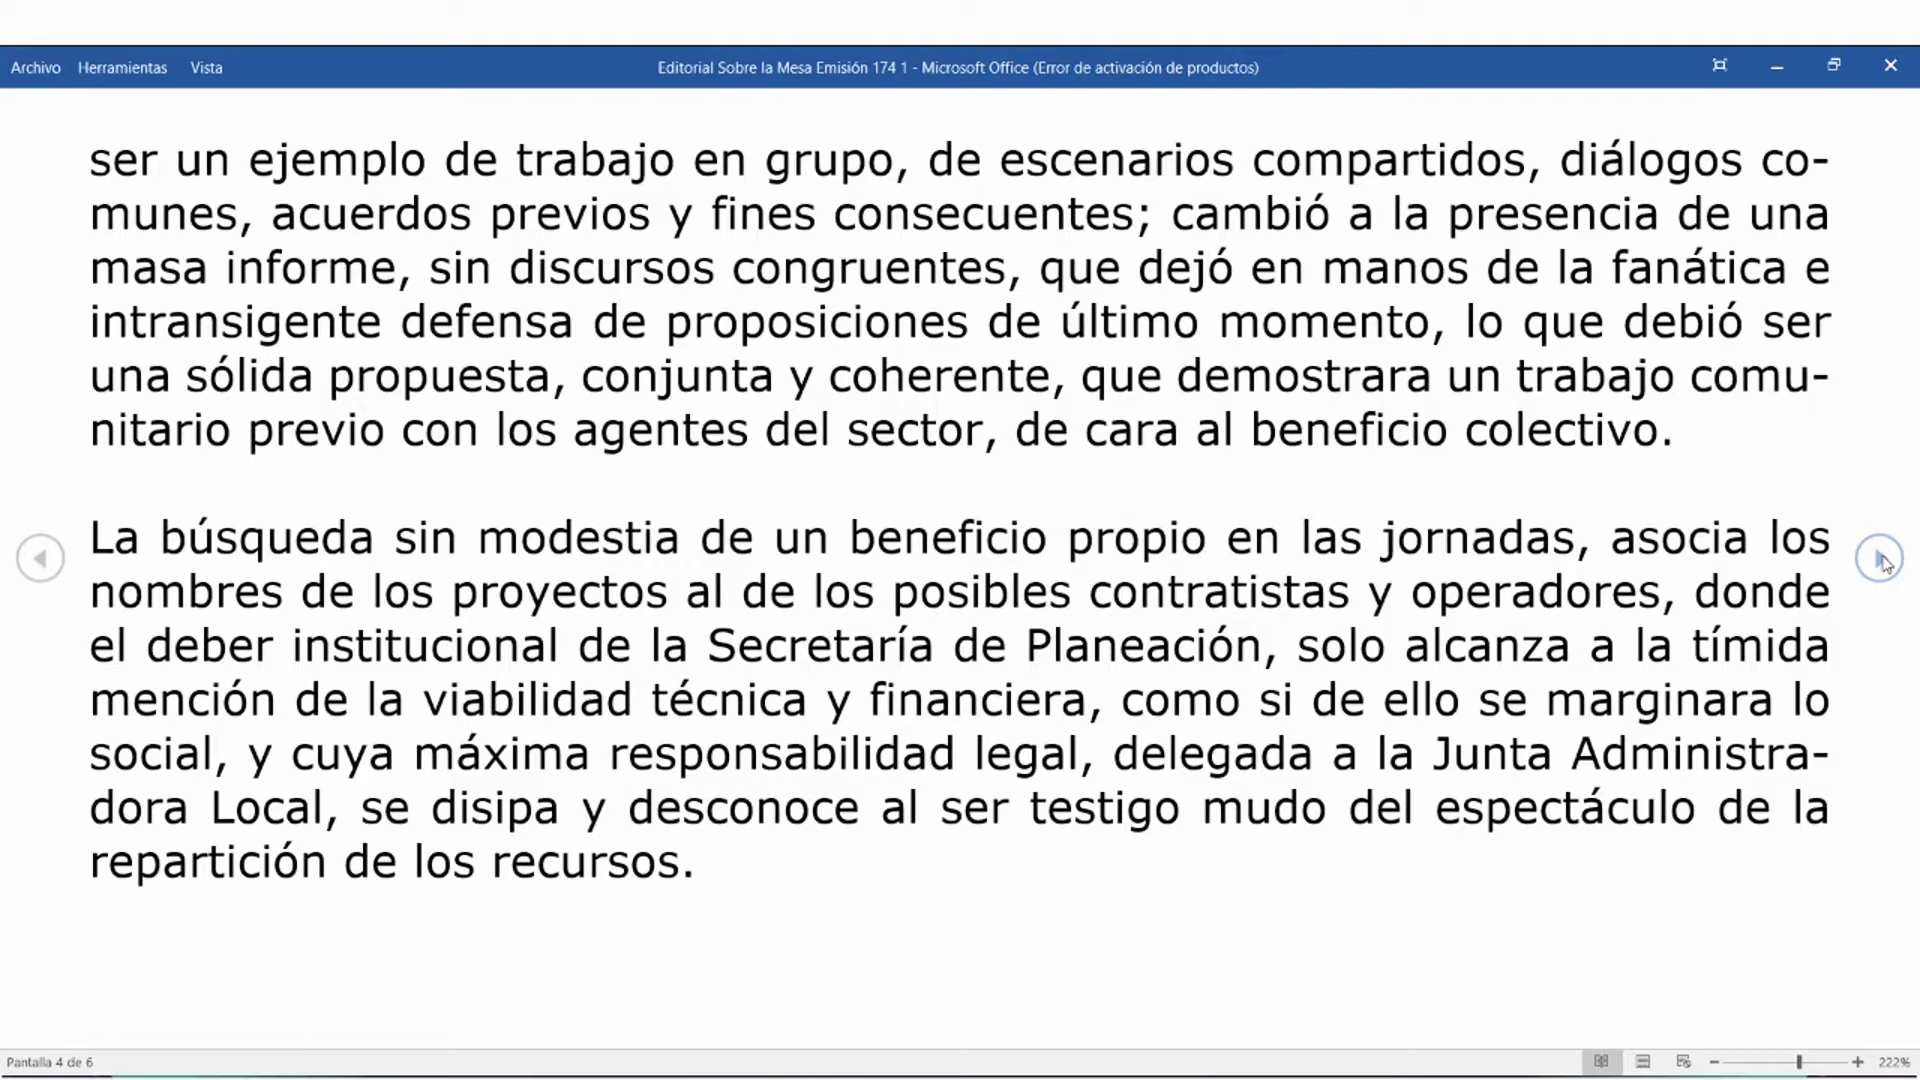 Archivo Herramientas Vista Editorial Sobre la Mesa Emisión 174 1 - Microsoft Office (Error de activación de productos)
ser un ejemplo de trabajo en grupo, de escenarios compartidos, diálogos co-
munes, acuerdos previos y fines consecuentes; cambió a la presencia de una
masa informe, sin discursos congruentes, que dejó en manos de la fanática e
intransigente defensa de proposiciones de último momento, lo que debió ser
una sólida propuesta, conjunta y coherente, que demostrara un trabajo comu-
nitario previo con los agentes del sector, de cara al beneficio colectivo.
La búsqueda sin modestia de un beneficio propio en las jornadas, asocia los
nombres de los proyectos al de los posibles contratistas y operadores, donde
el deber institucional de la Secretaría de Planeación, solo alcanza a la tímida
mención de la viabilidad técnica y financiera, como si de ello se marginara lo
social, y cuya máxima responsabilidad legal, delegada a la Junta Administra-
dora Local, se disipa y desconoce al ser testigo mudo del espectáculo de la
repartición de los recursos.
Pantalla 4 de 6 222%